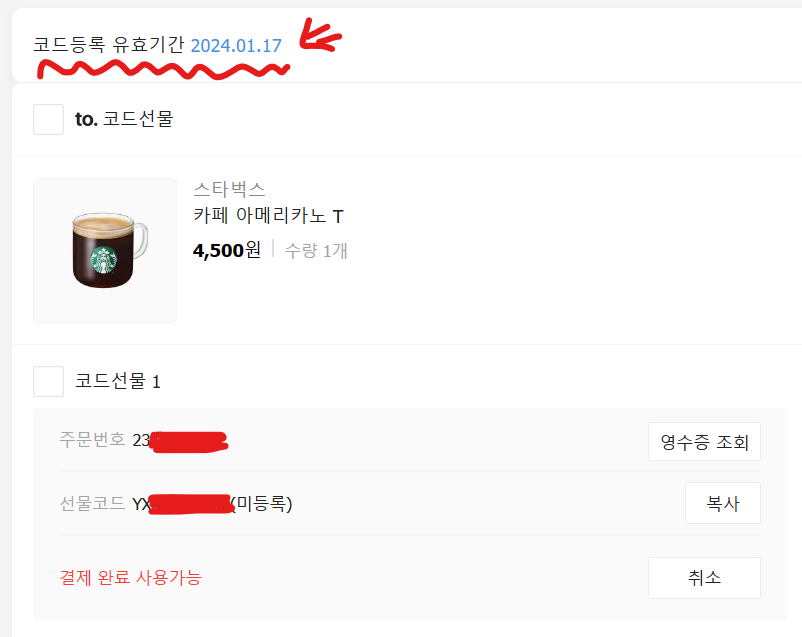 코드등록 유효기간 2024.01.17
to. 코드선물
스타벅스
카페 아메리카노 T
4,500원 수량 1개
코드선물 1
주문번호 23 영수증 조회
선물코드 YX (미등록) 복사
결제 완료 사용가능 취소